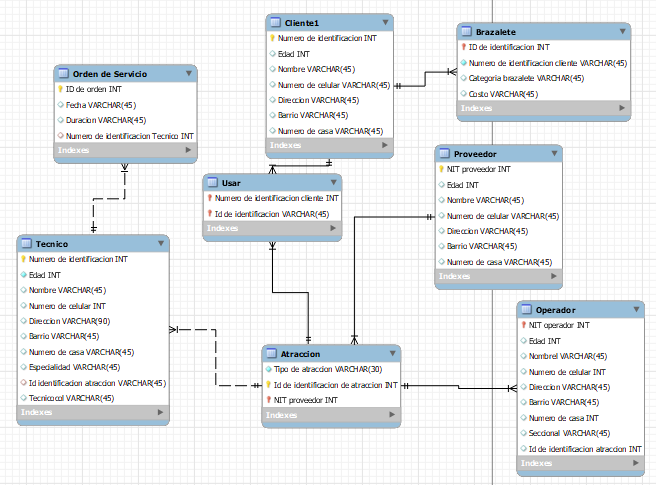 Cliente1
Numero de identificacion INT
Edad INT
Nombre VARCHAR(45)
Numero de celular VARCHAR(45)
Direccion VARCHAR(45)
Barrio VARCHAR(45)
Numero de casa VARCHAR(45)
Indexes
Brazalete
ID de identificacion INT
Numero de identificacion cliente VARCHAR(45)
Categoria brazalete VARCHAR(45)
Costo VARCHAR(45)
Indexes
Orden de Servicio
ID de orden INT
Fecha VARCHAR(45)
Duracion VARCHAR(45)
Numero de identificacion Tecnico INT
Indexes
Proveedor
NIT proveedor INT
Edad INT
Nombre VARCHAR(45)
Numero de celular VARCHAR(45)
Direccion VARCHAR(45)
Barrio VARCHAR(45)
Numero de casa VARCHAR(45)
Indexes
Usar
Numero de identificacion cliente INT
Id de identificacion VARCHAR(45)
Indexes
Tecnico
Numero de identificacion INT
Edad INT
Nombre VARCHAR(45)
Numero de celular INT
Direccion VARCHAR(90)
Barrio VARCHAR(45)
Numero de casa VARCHAR(45)
Especialidad VARCHAR(45)
Id identificacion atraccion VARCHAR(45)
Tecnicocol VARCHAR(45)
Indexes
Atraccion
Tipo de atraccion VARCHAR(30)
Id de identificacion de atraccion INT
NIT proveedor INT
Indexes
Operador
NIT operador INT
Edad INT
Nombrel VARCHAR(45)
Numero de celular INT
Direccion VARCHAR(45)
Barrio VARCHAR(45)
Numero de casa INT
Seccional VARCHAR(45)
Id de identificacion atraccion INT
Indexes